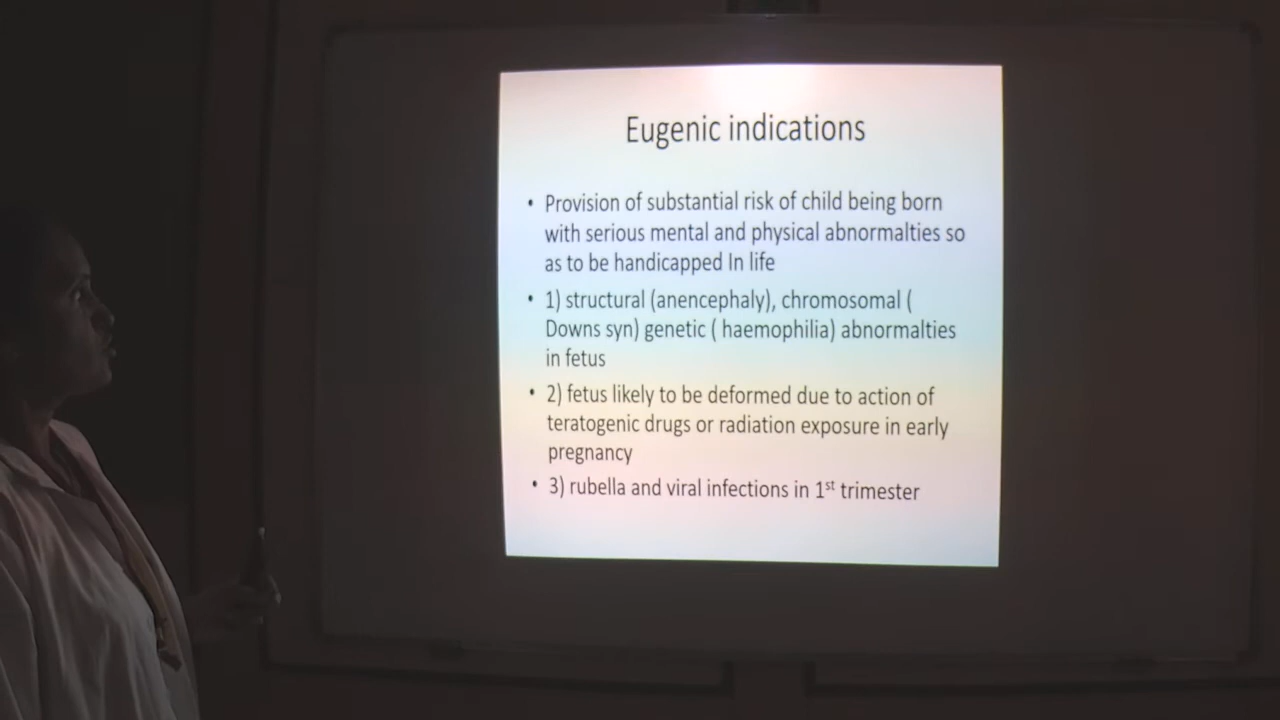 Eugenic indications
• Provision of substantial risk of child being born
with serious mental and physical abnormalties so
as to be handicapped In life
• 1) structural (anencephaly), chromosomal (
Downs syn) genetic ( haemophilia) abnormalties
in fetus
• 2) fetus likely to be deformed due to action of
teratogenic drugs or radiation exposure in early
pregnancy
• 3) rubella and viral infections in 1st trimester